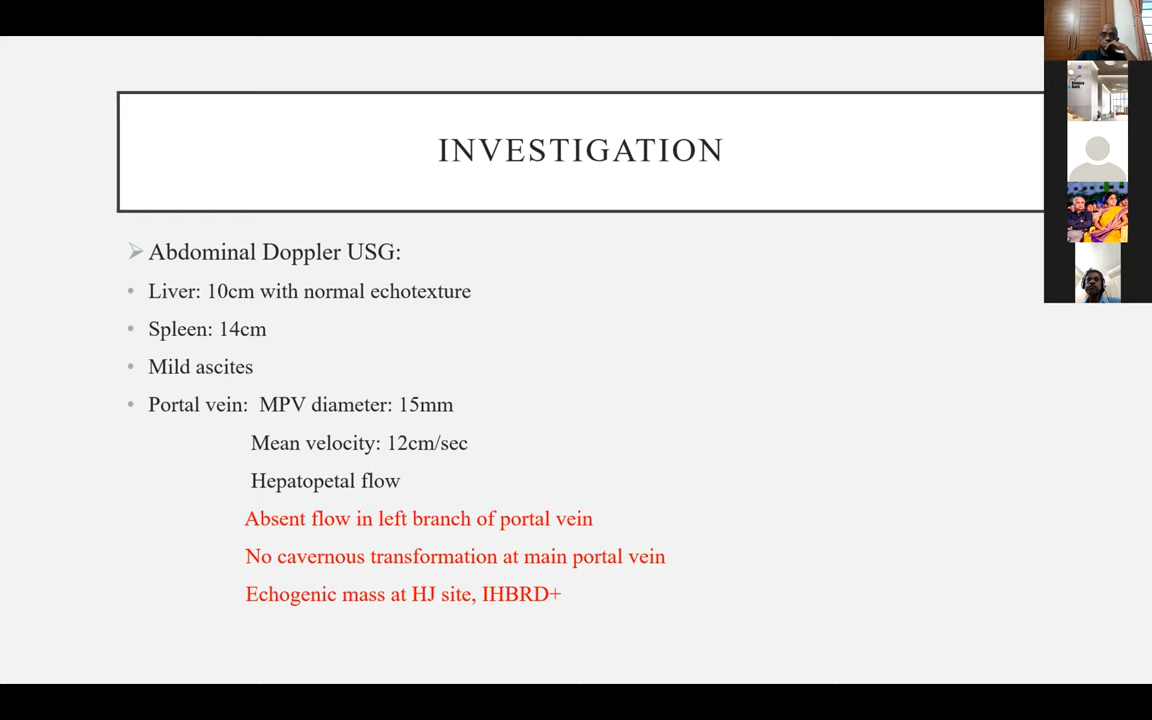 INVESTIGATION
Abdominal Doppler USG:
Liver: 10cm with normal echotexture
Spleen: 14cm
Mild ascites
Portal vein: MPV diameter: 15mm
Mean velocity: 12cm/sec
Hepatopetal flow
Absent flow in left branch of portal vein
No cavernous transformation at main portal vein
Echogenic mass at HJ site, IHBRD+